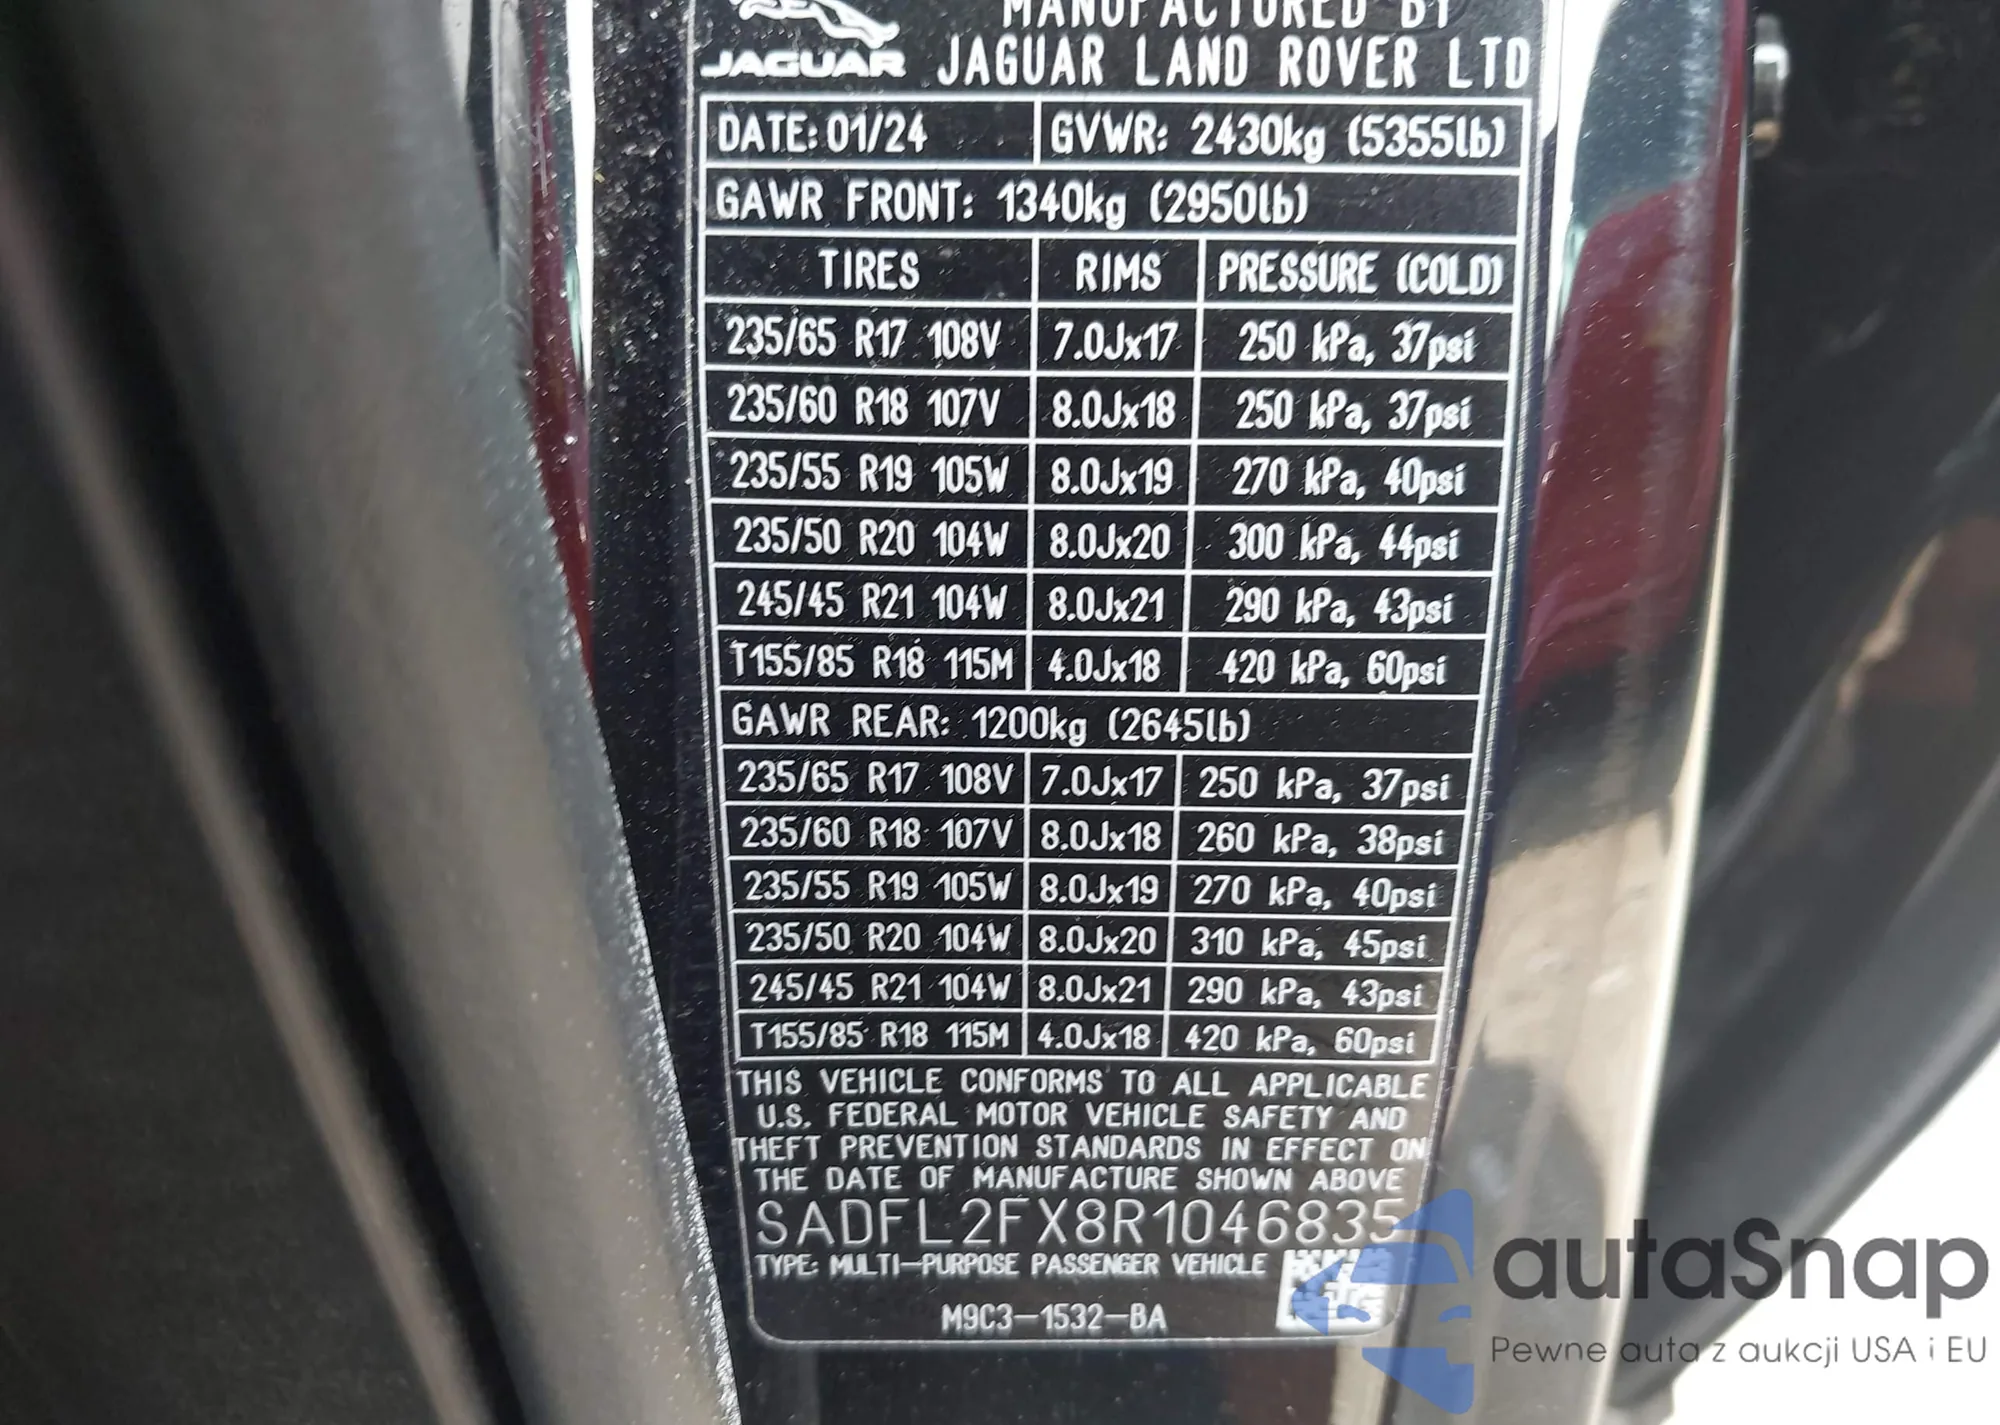 MANUFACTURED BY
JAGUAR JAGUAR LAND ROVER LTD
DATE: 01/24 GVWR: 2430kg (5355lb)
GAWR FRONT: 1340kg (2950lb)
TIRES RIMS PRESSURE (COLD)
235/65 R17 108V 7.0Jx17 250 kPa, 37psi
235/60 R18 107V 8.0Jx18 250 kPa, 37psi
235/55 R19 105W 8.0Jx19 270 kPa, 40psi
235/50 R20 104W 8.0Jx20 300 kPa, 44psi
245/45 R21 104W 8.0Jx21 290 kPa, 43psi
T155/85 R18 115M 4.0Jx18 420 kPa, 60psi
GAWR REAR: 1200kg (2645lb)
235/65 R17 108V 7.0Jx17 250 kPa, 37psi
235/60 R18 107V 8.0Jx18 260 kPa, 38psi
235/55 R19 105W 8.0Jx19 270 kPa, 40psi
235/50 R20 104W 8.0Jx20 310 kPa, 45psi
245/45 R21 104W 8.0Jx21 290 kPa, 43psi
T155/85 R18 115M 4.0Jx18 420 kPa, 60psi
THIS VEHICLE CONFORMS TO ALL APPLICABLE
U.S. FEDERAL MOTOR VEHICLE SAFETY AND
THEFT PREVENTION STANDARDS IN EFFECT ON
THE DATE OF MANUFACTURE SHOWN ABOVE
SADFL2FX8R1046835
TYPE: MULTI-PURPOSE PASSENGER VEHICLE
M9C3-1532-BA
autoSnap
Pewne auta z aukcji USA i EU